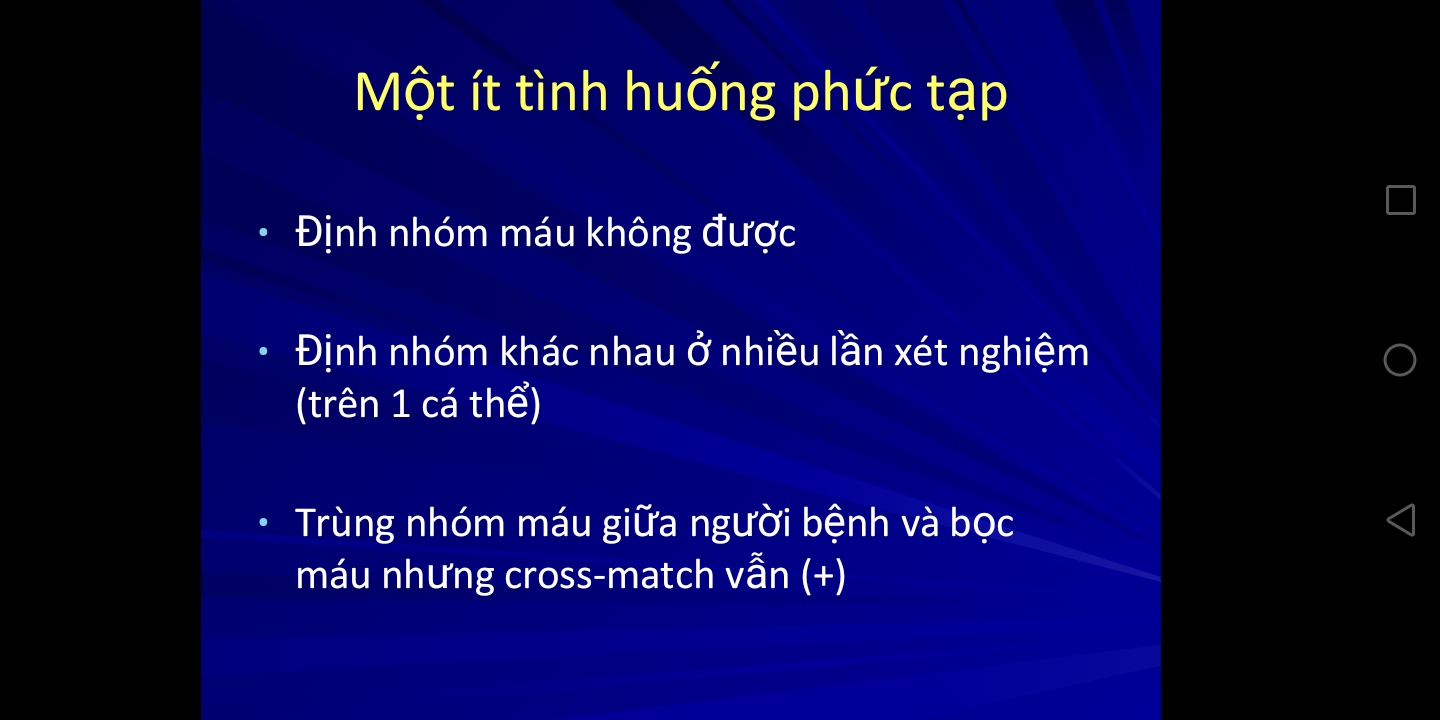 Một ít tình huống phức tạp
• Định nhóm máu không được
• Định nhóm khác nhau ở nhiều lần xét nghiệm
(trên 1 cá thể)
• Trùng nhóm máu giữa người bệnh và bọc
máu nhưng cross-match vẫn (+)